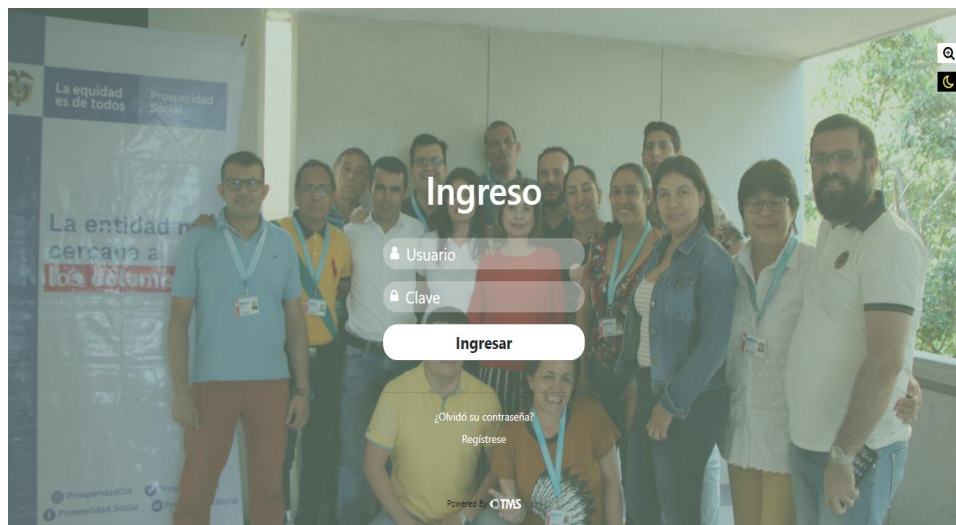 La equidad
es de todos
Prosperidad
Social
La entidad
cercana a
Ingreso
Usuario
Clave
Ingresar
¿Olvidó su contraseña?
Regístrese
ProsperidadCol
Prosperidad.Social
Powered By TMS